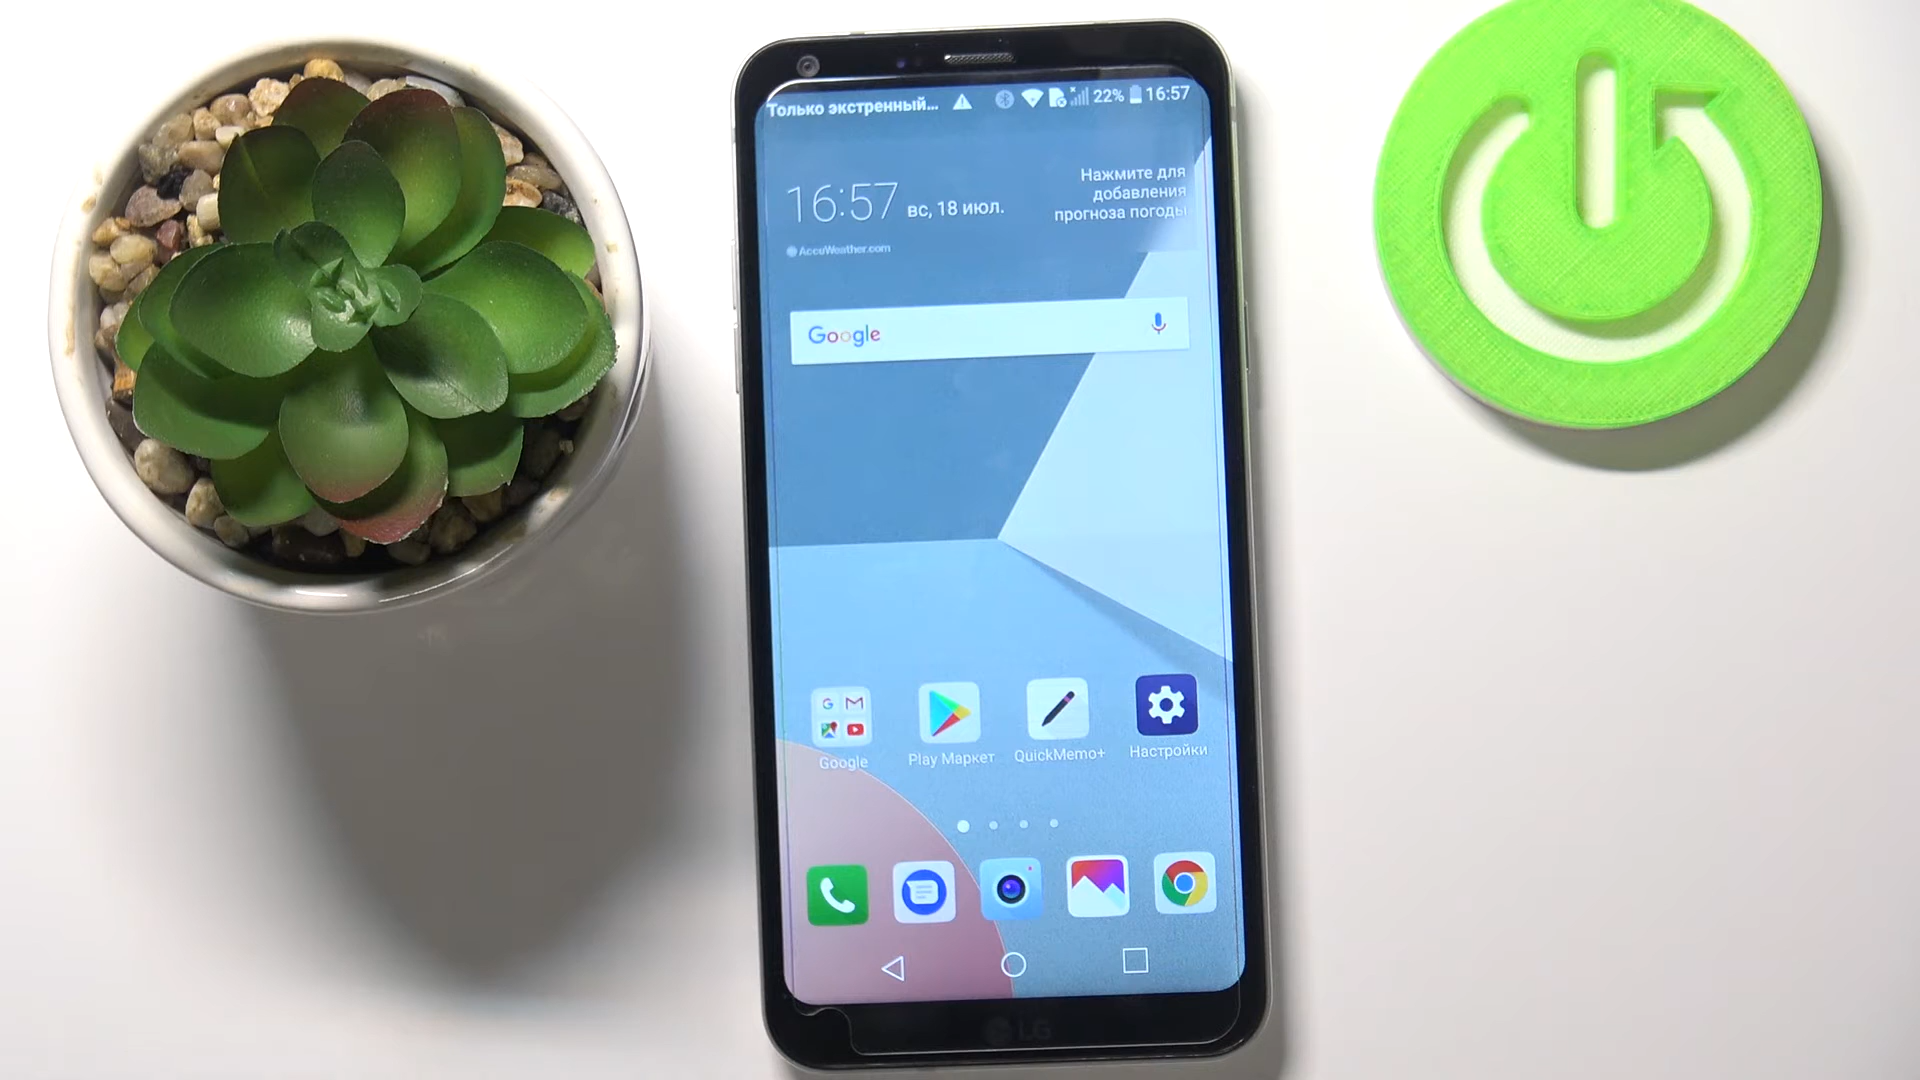 Только экстренный...
22% 16:57
16:57 вс, 18 июл.
Нажмите для
добавления
прогноза погоды
AccuWeather.com
Google
Google
Play Маркет
QuickMemo+
Настройки
LG